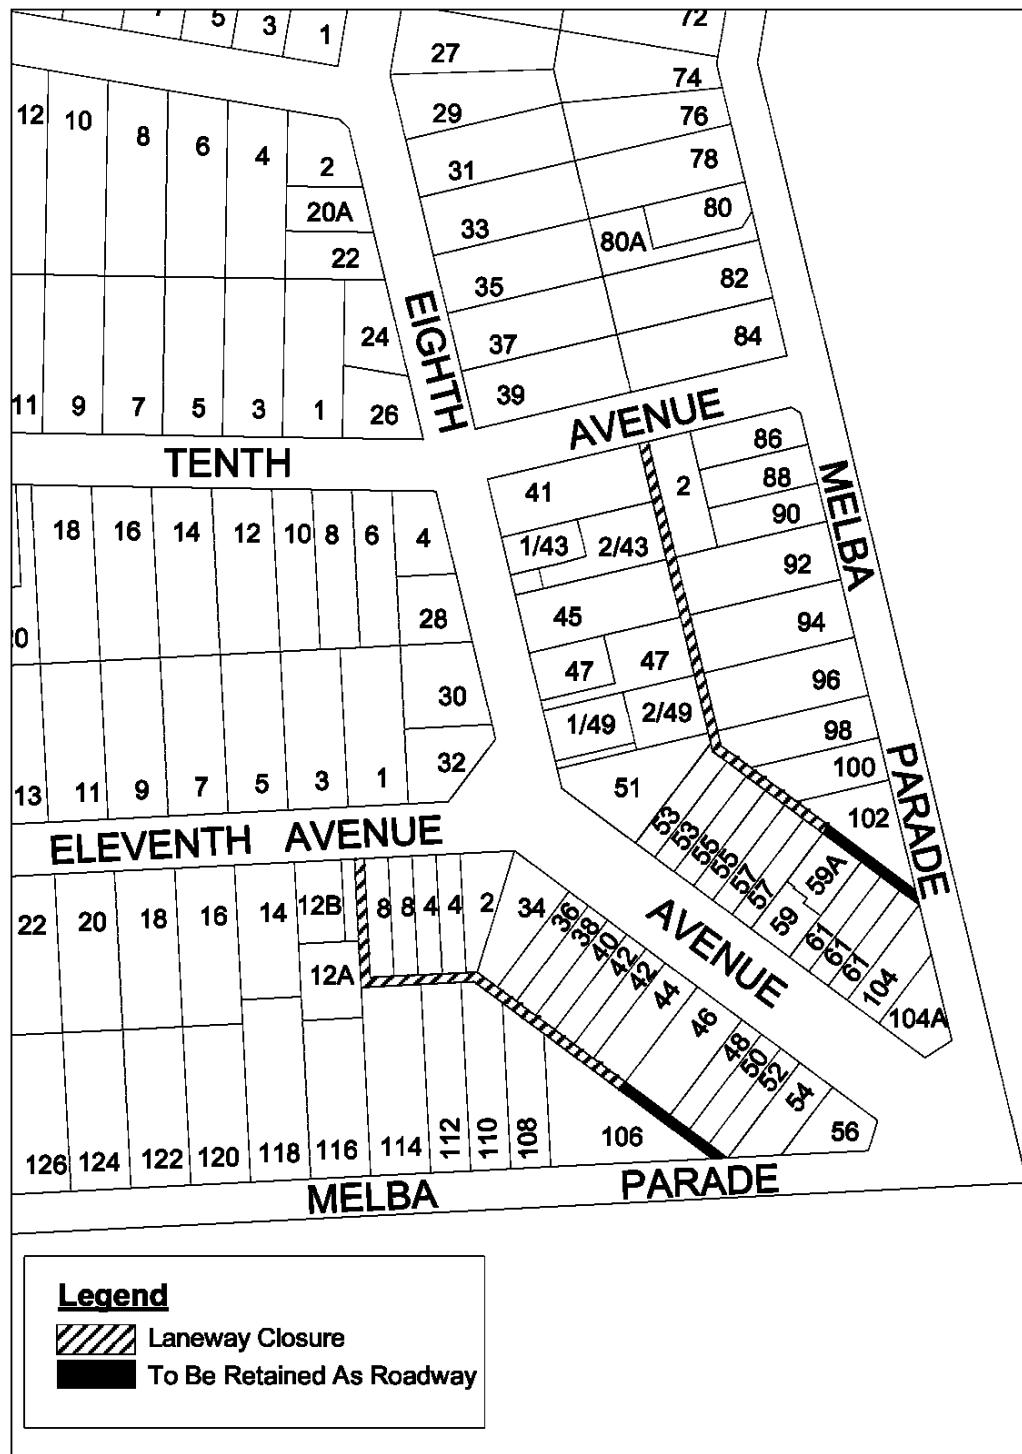 5 3 1
27
72
74
29
76
12 10 8 6 4 2
31
78
20A
33
80A 80
22
35
82
EIGHTH
24
37
84
39
11 9 7 5 3 1 26
AVENUE
TENTH
86
41
2
88
MELBA
90
18 16 14 12 10 8 6 4
1/43 2/43
92
28
45
94
47 47
30
96
1/49 2/49
98
32
100
PARADE
13 11 9 7 5 3 1
51
102
ELEVENTH AVENUE
53 53 55 55 57 57 59 59A 61 61 61 104 104A
AVENUE
22 20 18 16 14 12B 8 8 4 4 2 34 36 38 40 42 42 44 46 48 50 52 54 56
12A
126 124 122 120 118 116 114 112 110 108 106
MELBA PARADE
Legend
Laneway Closure
To Be Retained As Roadway